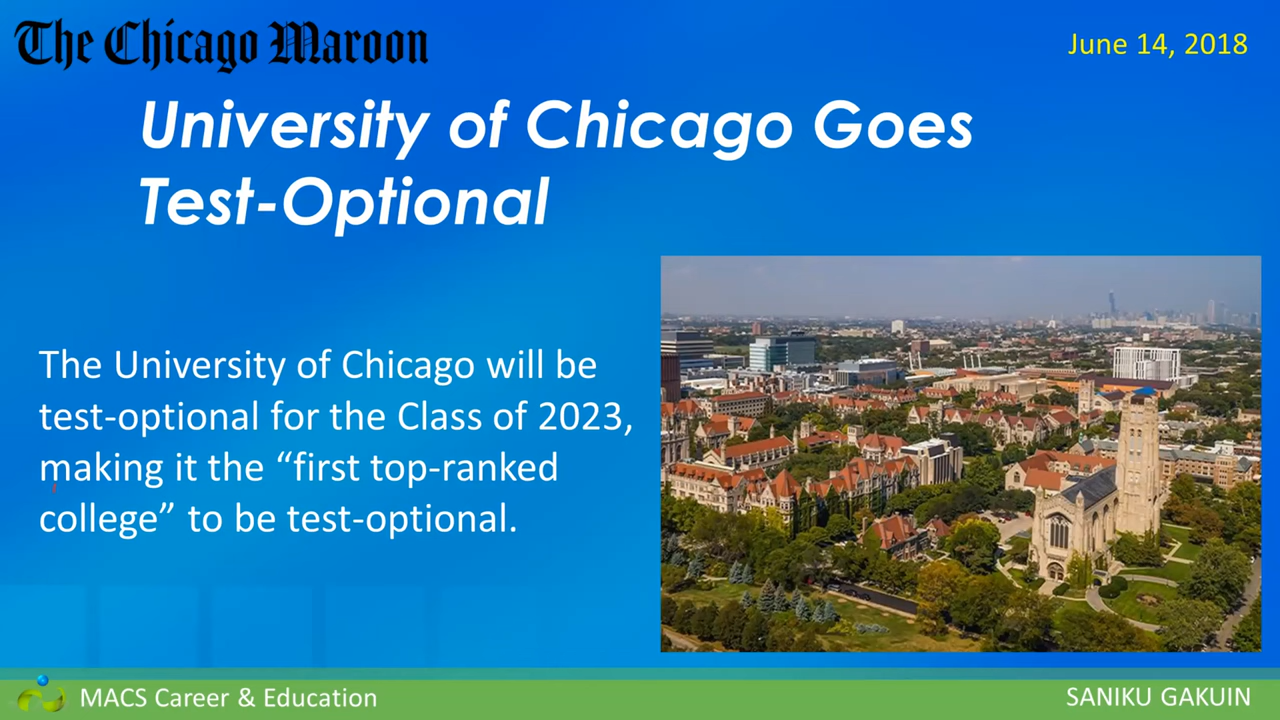 The Chicago Maroon
June 14, 2018
University of Chicago Goes
Test-Optional
The University of Chicago will be
test-optional for the Class of 2023,
making it the “first top-ranked
college” to be test-optional.
MACS Career & Education
SANIKU GAKUIN